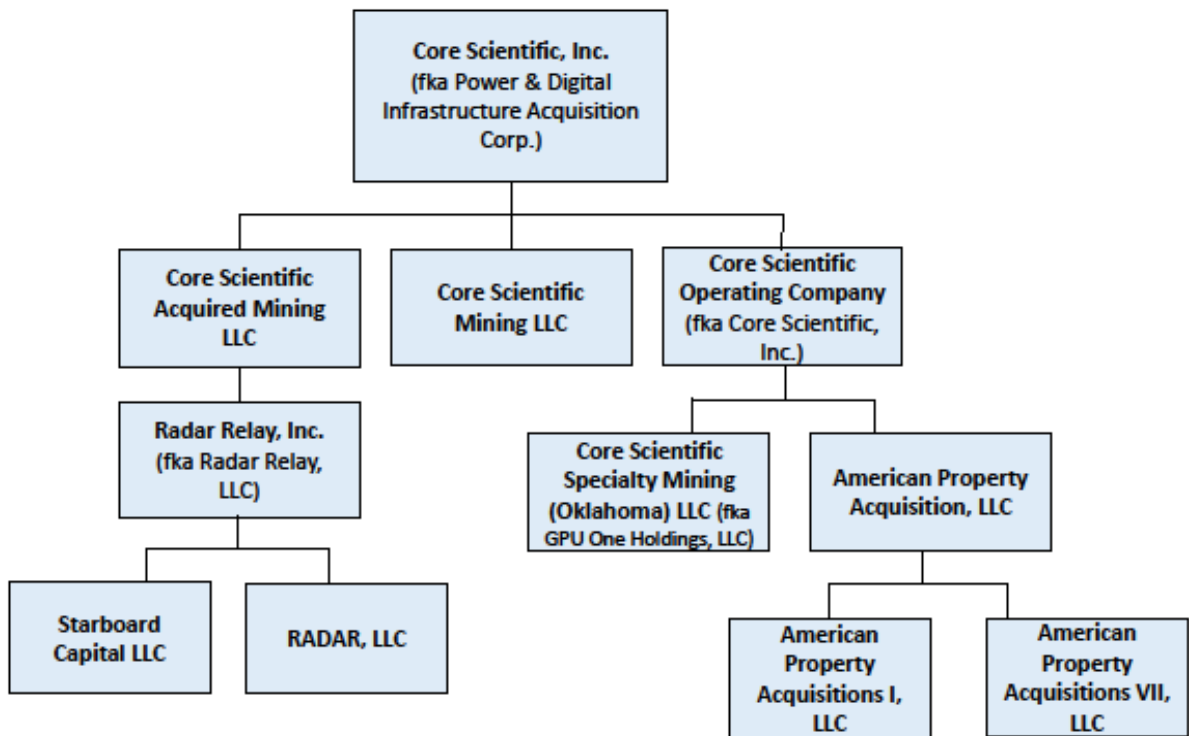 Core Scientific, Inc.
(fka Power & Digital
Infrastructure Acquisition
Corp.)
Core Scientific
Acquired Mining
LLC
Core Scientific
Mining LLC
Core Scientific
Operating Company
(fka Core Scientific,
Inc.)
Radar Relay, Inc.
(fka Radar Relay,
LLC)
Core Scientific
Specialty Mining
(Oklahoma) LLC (fka
GPU One Holdings, LLC)
American Property
Acquisition, LLC
Starboard
Capital LLC
RADAR, LLC
American
Property
Acquisitions I,
LLC
American
Property
Acquisitions VII,
LLC